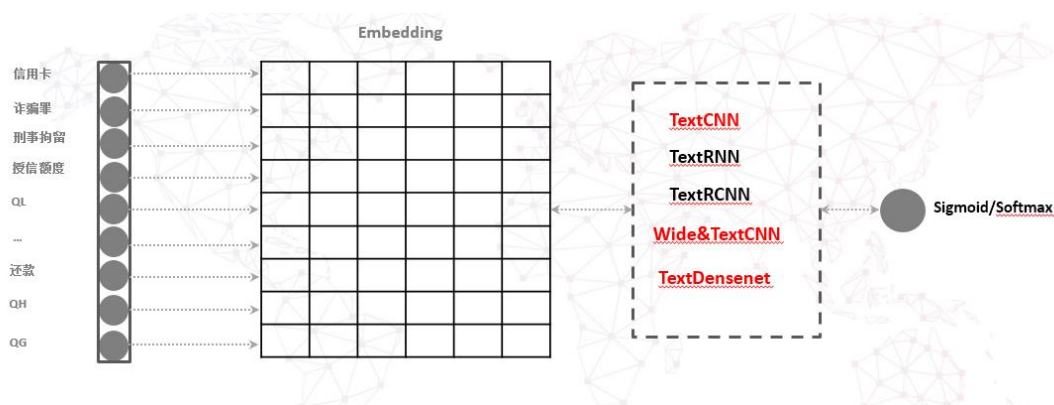 Embedding
信用卡
诈骗罪
刑事拘留
授信额度
QL
...
还款
QH
QG
TextCNN
TextRNN
TextRCNN
Wide&TextCNN
TextDensenet
Sigmoid/Softmax